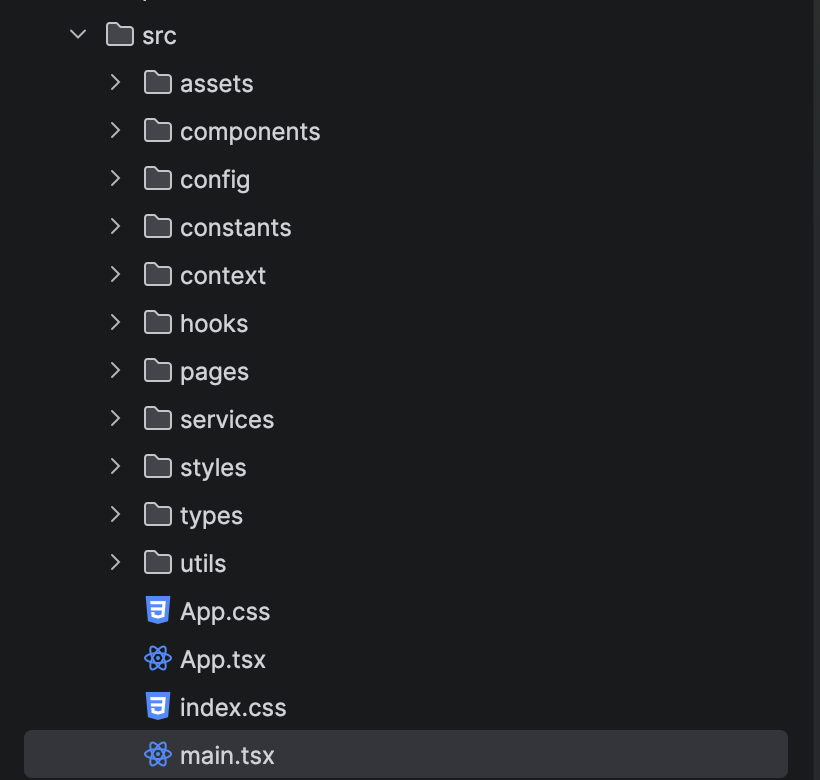 src
assets
components
config
constants
context
hooks
pages
services
styles
types
utils
App.css
App.tsx
index.css
main.tsx